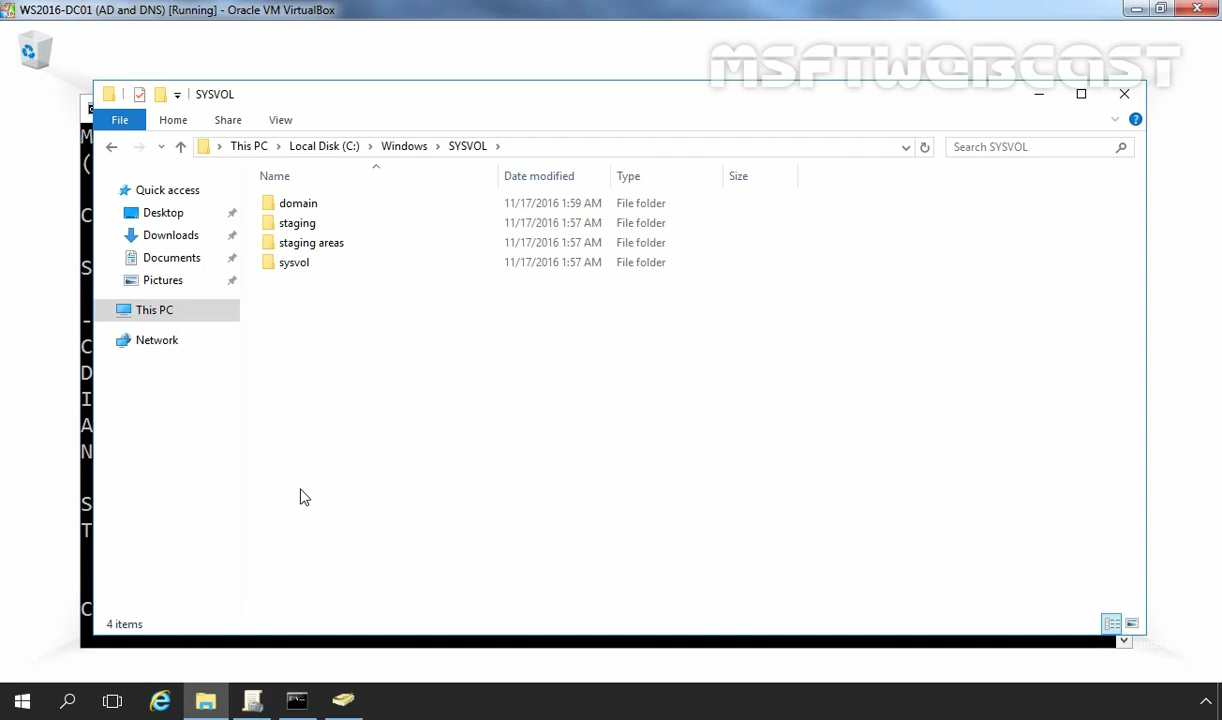 WS2016-DC01 (AD and DNS) [Running] - Oracle VM VirtualBox
MSFTWEBCAST
SYSVOL
File Home Share View
This PC Local Disk (C:) Windows SYSVOL Search SYSVOL
Name Date modified Type Size
Quick access
Desktop
Downloads
Documents
Pictures
This PC
Network
domain 11/17/2016 1:59 AM File folder
staging 11/17/2016 1:57 AM File folder
staging areas 11/17/2016 1:57 AM File folder
sysvol 11/17/2016 1:57 AM File folder
M
(
C
S
-
C
D
I
A
N
S
T
C
4 items